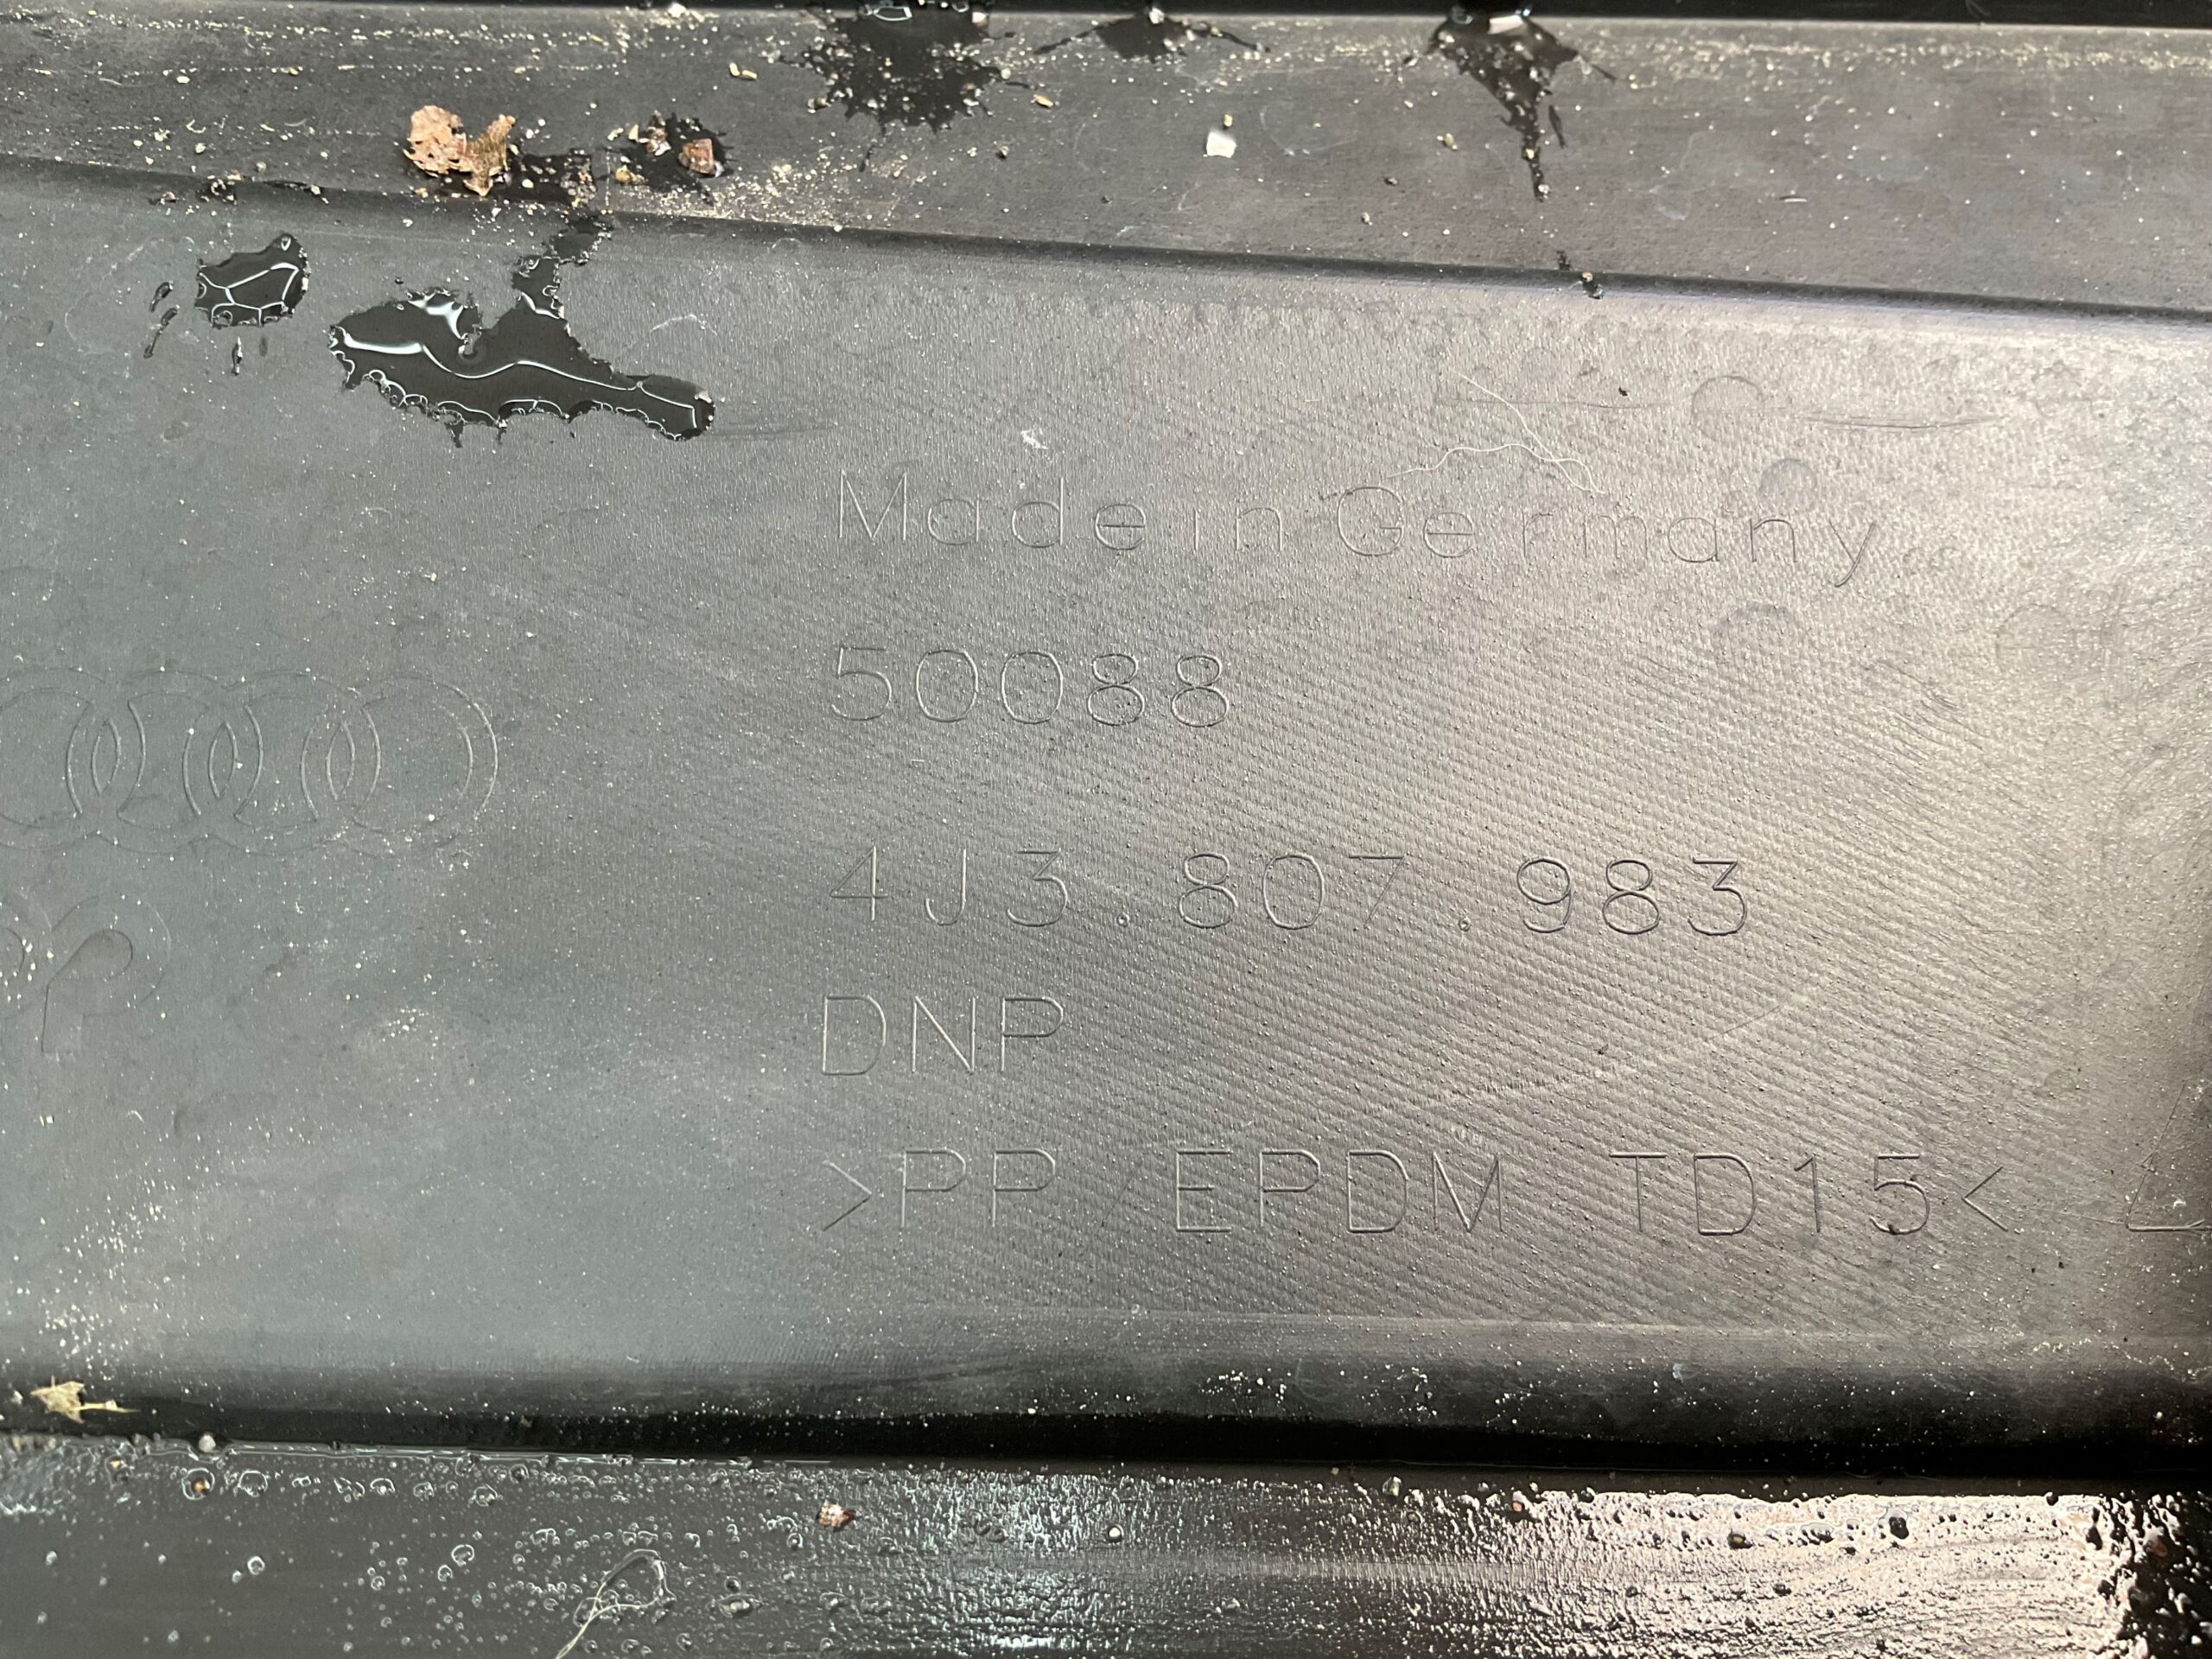 Made in Germany
50088
4J3.807.983
DNP
>PP/EPDM TD15<